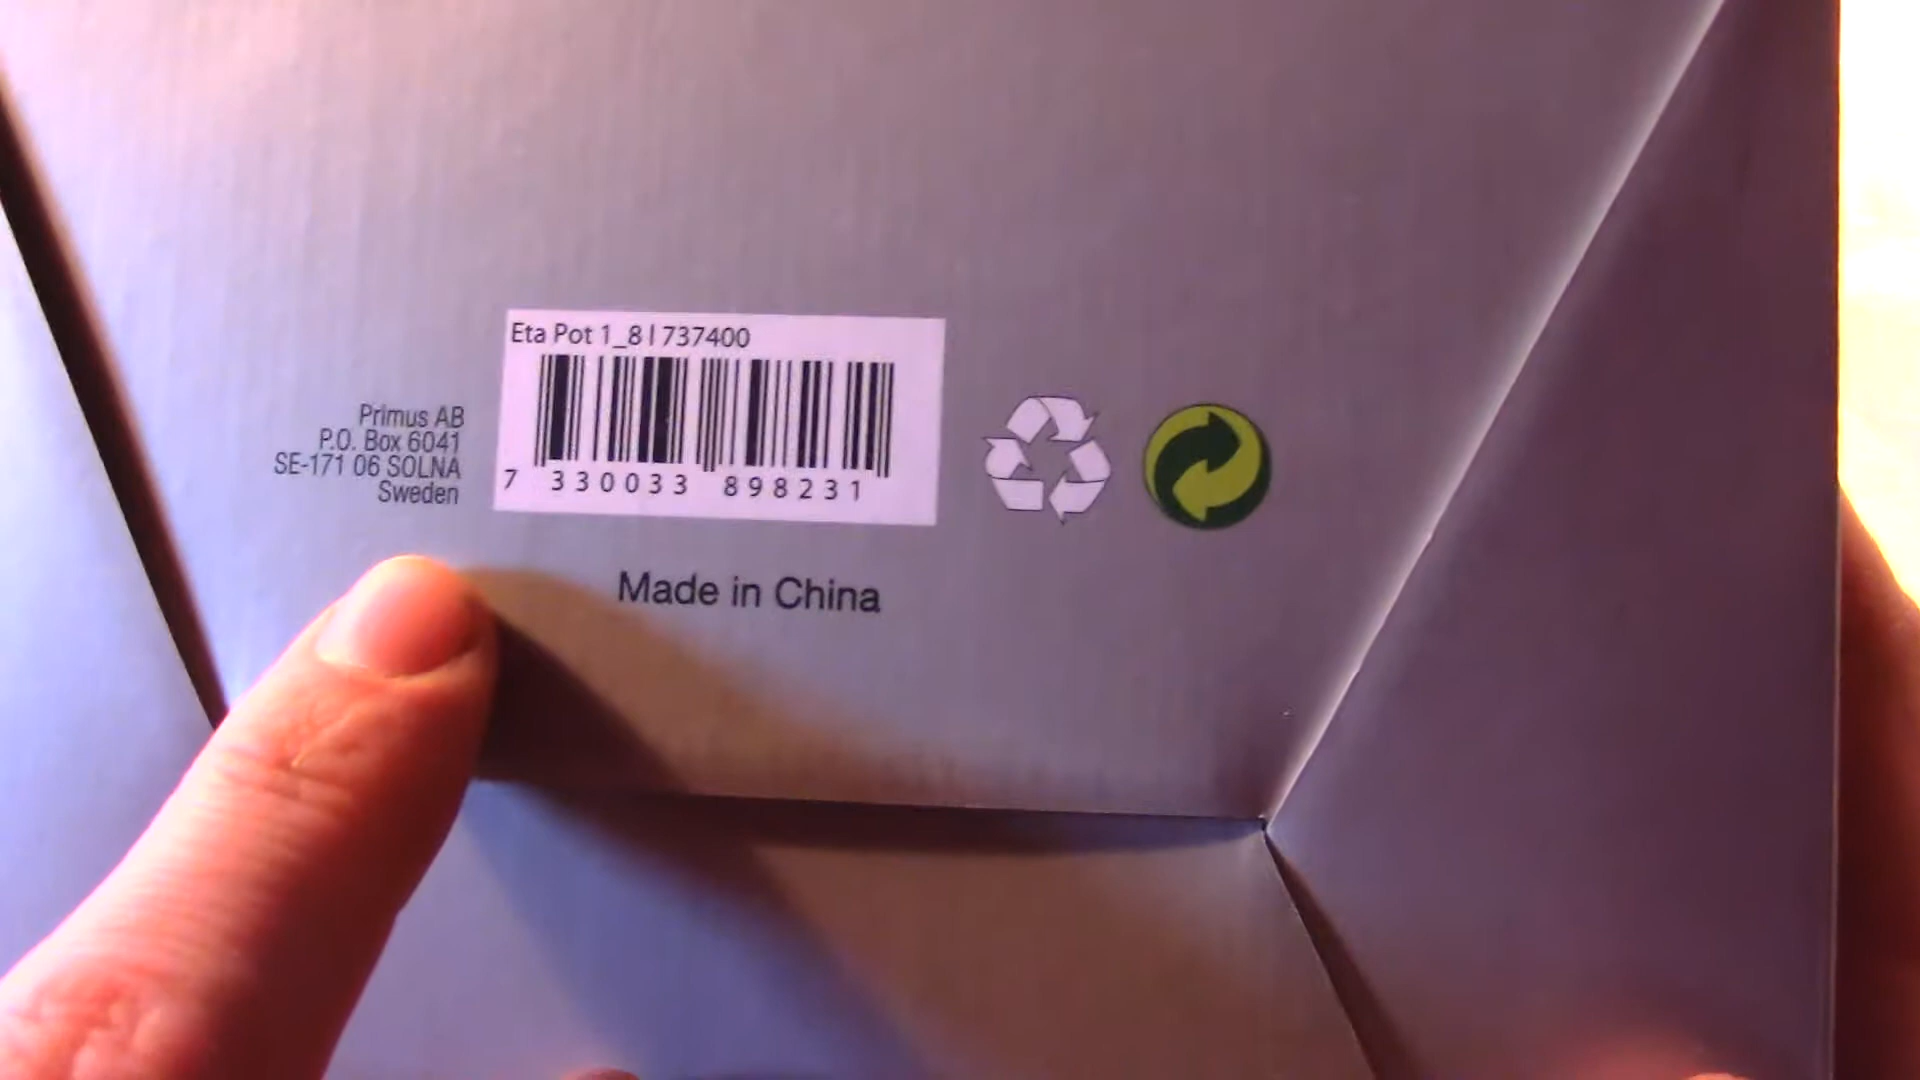 Eta Pot 1_8 l 737400
Primus AB
P.O. Box 6041
SE-171 06 SOLNA
Sweden
7 330033 898231
Made in China